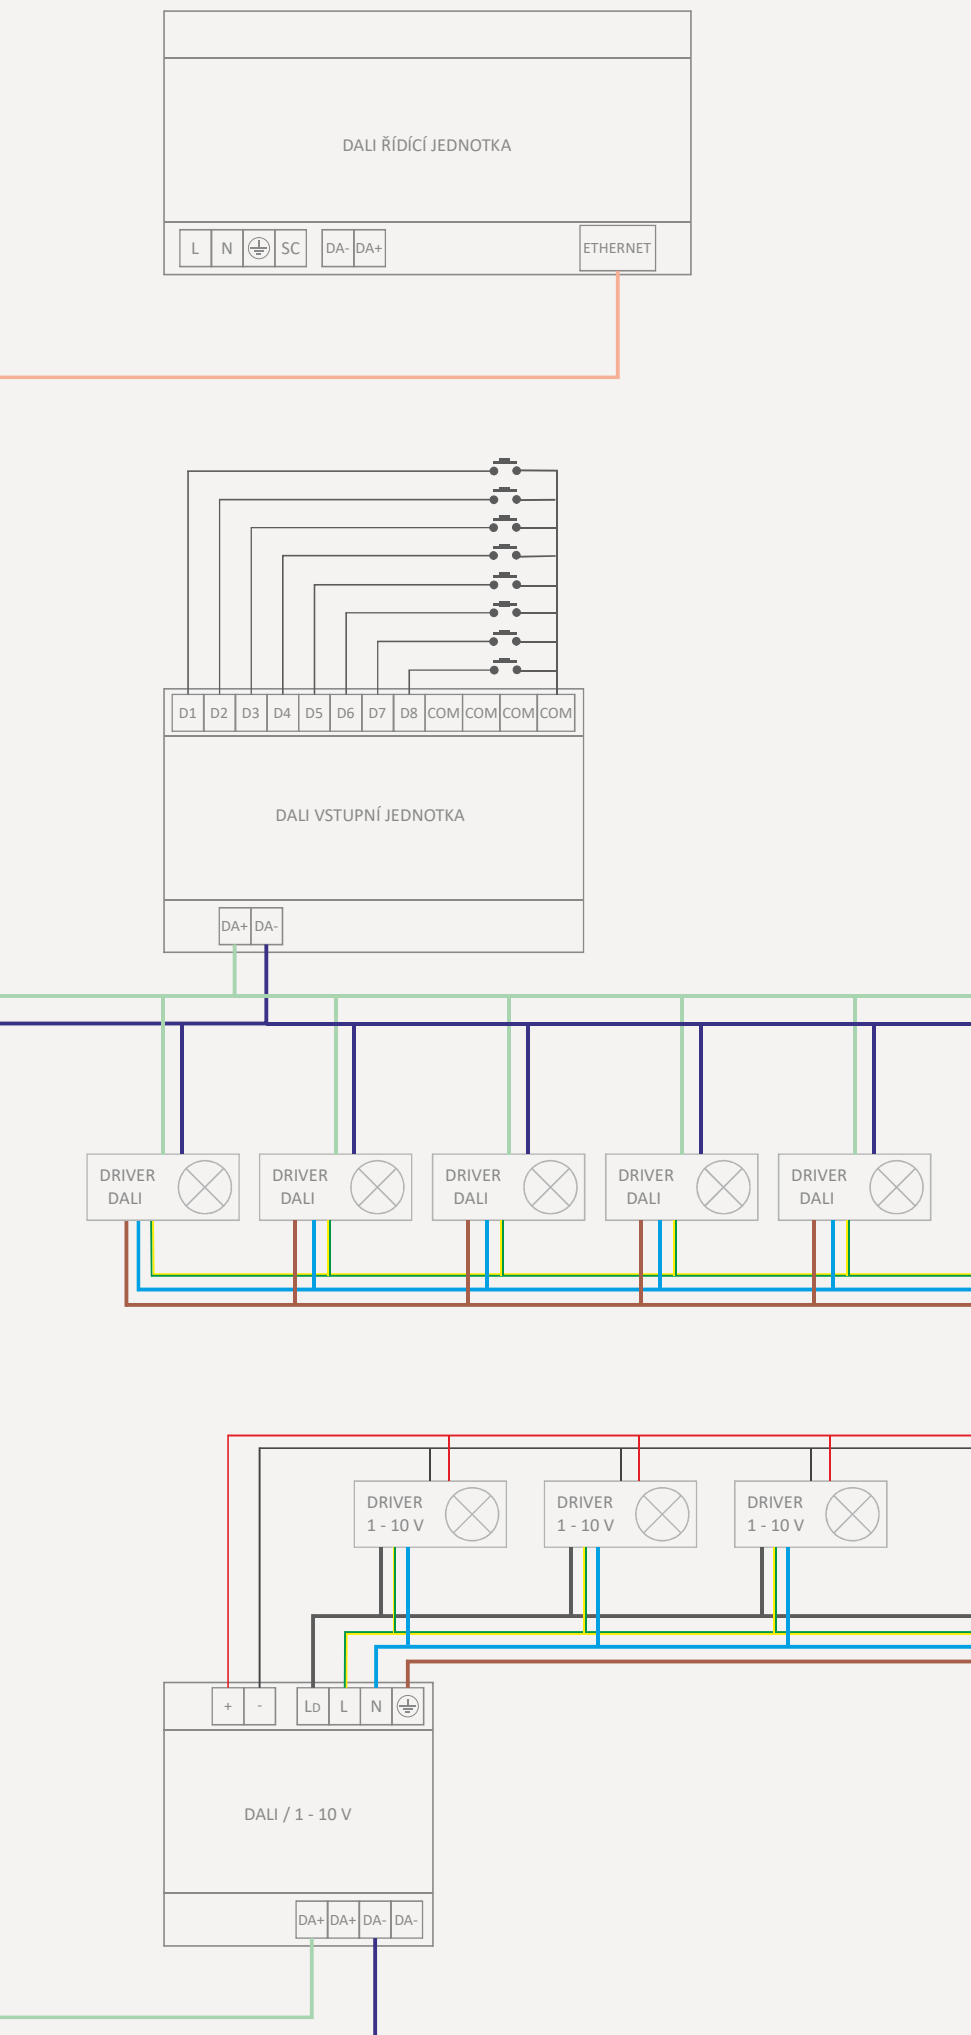 DALI ŘÍDÍCÍ JEDNOTKA
L N SC DA- DA+ ETHERNET
D1 D2 D3 D4 D5 D6 D7 D8 COM COM COM COM
DALI VSTUPNÍ JEDNOTKA
DA+ DA-
DRIVER DRIVER DRIVER DRIVER DRIVER
DALI DALI DALI DALI DALI
DRIVER DRIVER DRIVER
1 - 10 V 1 - 10 V 1 - 10 V
+ - LD L N
DALI / 1 - 10 V
DA+ DA+ DA- DA-